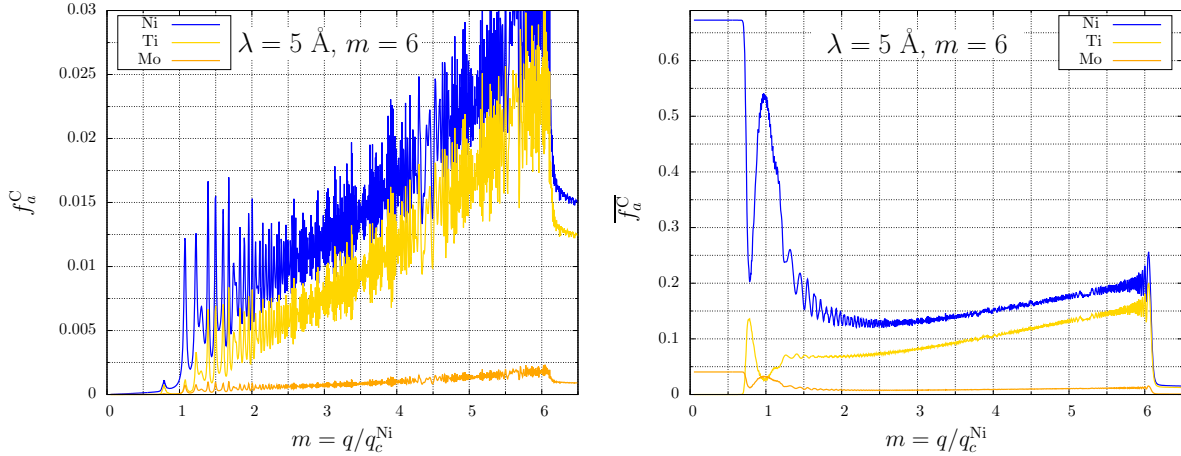 Ni
Ti
Mo
λ = 5 Å, m = 6
0.03
0.025
0.02
0.015
0.01
0.005
0
f_a^C
0 1 2 3 4 5 6
m = q/q_c^Ni
Ni
Ti
Mo
λ = 5 Å, m = 6
0.6
0.5
0.4
0.3
0.2
0.1
0
\overline{f_a^C}
0 1 2 3 4 5 6
m = q/q_c^Ni